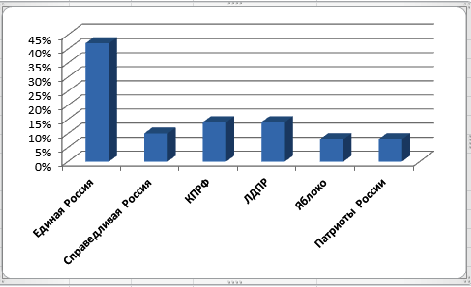 45%
40%
35%
30%
25%
20%
15%
10%
5%
0%
Единая Россия
Справедливая Россия
КПРФ
ЛДПР
Яблоко
Патриоты России